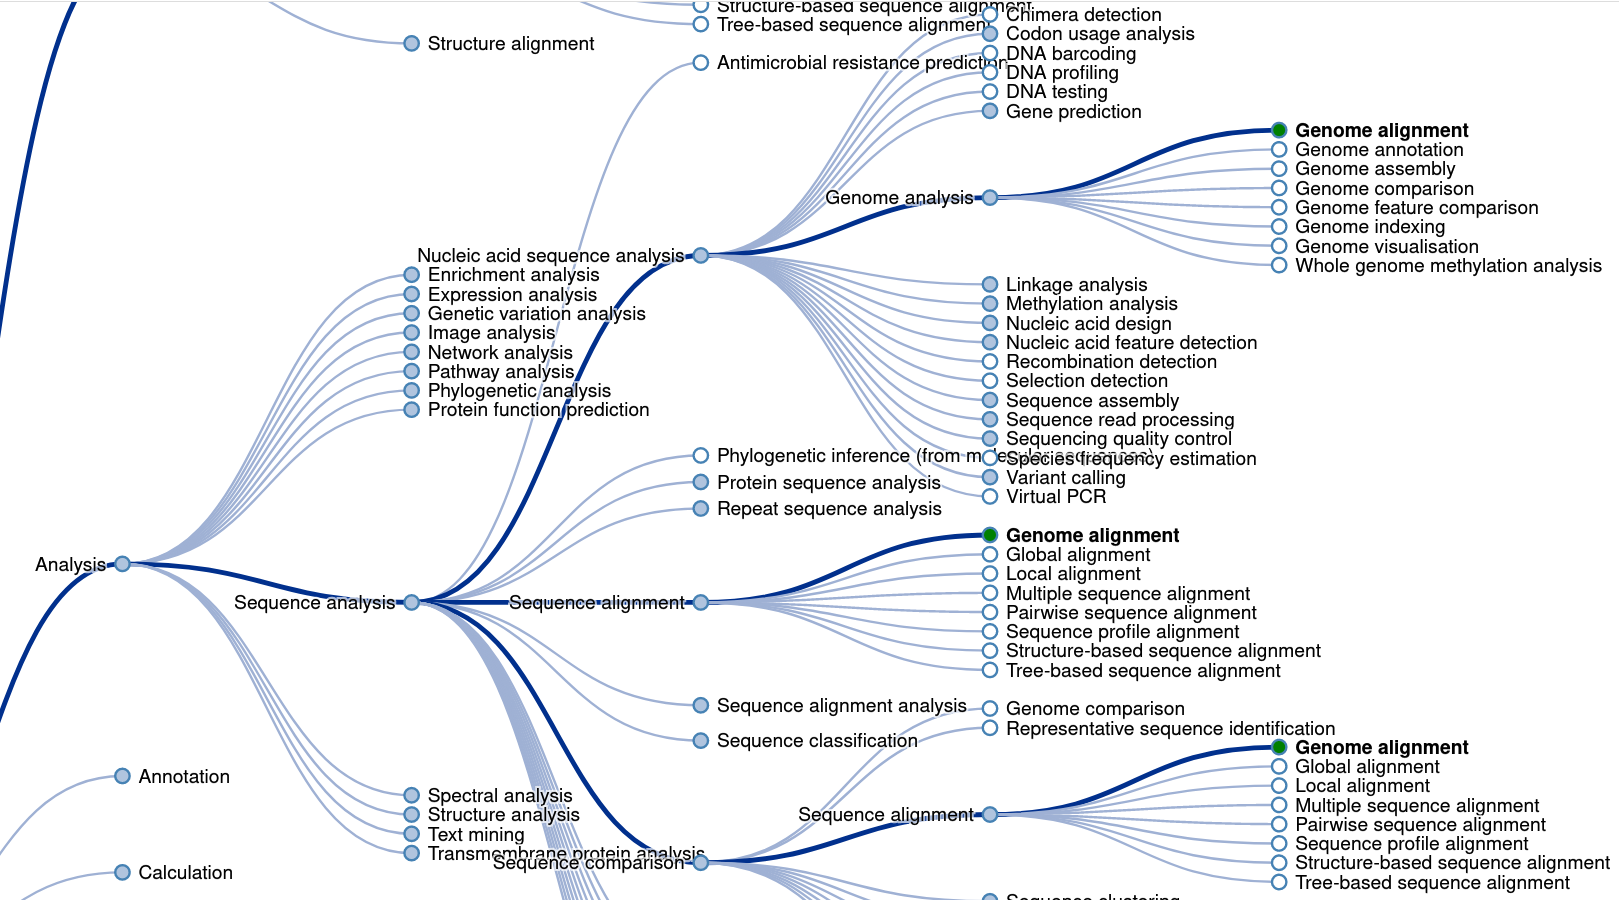 Structure-based sequence alignment
Tree-based sequence alignment
Structure alignment
Antimicrobial resistance prediction
Chimera detection
Codon usage analysis
DNA barcoding
DNA profiling
DNA testing
Gene prediction
Genome analysis
Genome alignment
Genome annotation
Genome assembly
Genome comparison
Genome feature comparison
Genome indexing
Genome visualisation
Whole genome methylation analysis
Nucleic acid sequence analysis
Enrichment analysis
Expression analysis
Genetic variation analysis
Image analysis
Network analysis
Pathway analysis
Phylogenetic analysis
Protein function prediction
Linkage analysis
Methylation analysis
Nucleic acid design
Nucleic acid feature detection
Recombination detection
Selection detection
Sequence assembly
Sequence read processing
Sequencing quality control
Species frequency estimation
Variant calling
Virtual PCR
Phylogenetic inference (from molecular sequences)
Protein sequence analysis
Repeat sequence analysis
Analysis
Sequence analysis
Sequence alignment
Genome alignment
Global alignment
Local alignment
Multiple sequence alignment
Pairwise sequence alignment
Sequence profile alignment
Structure-based sequence alignment
Tree-based sequence alignment
Sequence alignment analysis
Sequence classification
Genome comparison
Representative sequence identification
Sequence alignment
Genome alignment
Global alignment
Local alignment
Multiple sequence alignment
Pairwise sequence alignment
Sequence profile alignment
Structure-based sequence alignment
Tree-based sequence alignment
Annotation
Calculation
Spectral analysis
Structure analysis
Text mining
Transmembrane protein analysis
Sequence comparison
Sequence clustering